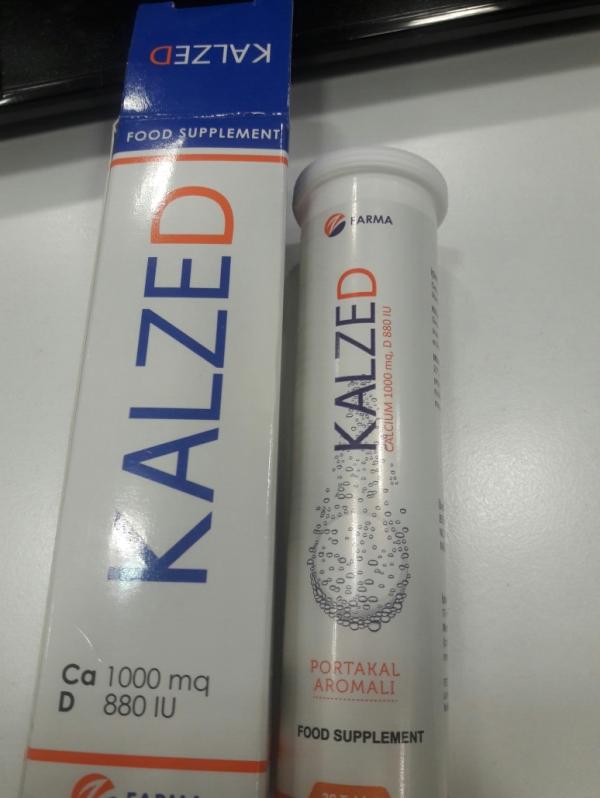 KALZED
FOOD SUPPLEMENT
KALZED
Ca 1000 mq
D 880 IU
FARMA
FARMA
KALZED
CALCIUM 1000 mq, D 880 IU
PORTAKAL
AROMALI
FOOD SUPPLEMENT